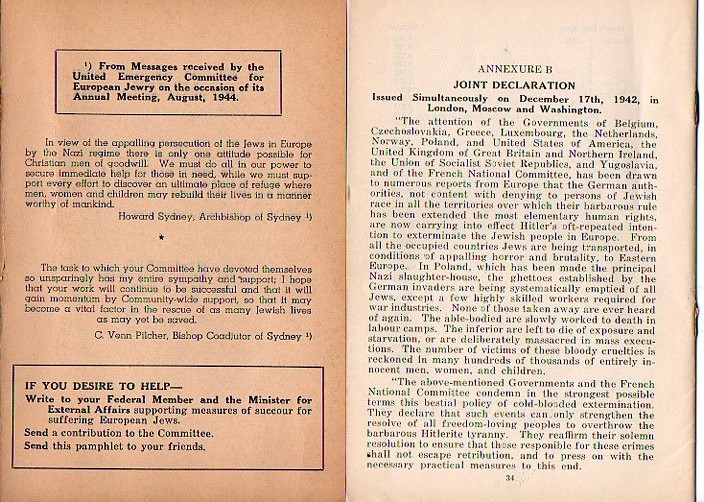 ¹) From Messages received by the
United Emergency Committee for
European Jewry on the occasion of its
Annual Meeting, August, 1944.
In view of the appalling persecution of the Jews in Europe
by the Nazi regime there is only one attitude possible for
Christian men of goodwill. We must do all in our power to
secure immediate help for those in need, while we must sup-
port every effort to discover an ultimate place of refuge where
men, women and children may rebuild their lives in a manner
worthy of mankind.
Howard Sydney, Archbishop of Sydney ¹)
*
The task to which your Committee have devoted themselves
so unsparingly has my entire sympathy and support; I hope
that your work will continue to be successful and that it will
gain momentum by Community-wide support, so that it may
become a vital factor in the rescue of as many Jewish lives
as may yet be saved.
C. Venn Pilcher, Bishop Coadjutor of Sydney ¹)
IF YOU DESIRE TO HELP—
Write to your Federal Member and the Minister for
External Affairs supporting measures of succour for
suffering European Jews.
Send a contribution to the Committee.
Send this pamphlet to your friends.
ANNEXURE B
JOINT DECLARATION
Issued Simultaneously on December 17th, 1942, in
London, Moscow and Washington.
"The attention of the Governments of Belgium,
Czechoslovakia, Greece, Luxembourg, the Netherlands,
Norway, Poland, and United States of America, the
United Kingdom of Great Britain and Northern Ireland,
the Union of Socialist Soviet Republics, and Yugoslavia,
and of the French National Committee, has been drawn
to numerous reports from Europe that the German auth-
orities, not content with denying to persons of Jewish
race in all the territories over which their barbarous rule
has been extended the most elementary human rights,
are now carrying into effect Hitler's oft-repeated inten-
tion to exterminate the Jewish people in Europe. From
all the occupied countries Jews are being transported, in
conditions of appalling horror and brutality, to Eastern
Europe. In Poland, which has been made the principal
Nazi slaughter-house, the ghettoes established by the
German invaders are being systematically emptied of all
Jews, except a few highly skilled workers required for
war industries. None of those taken away are ever heard
of again. The able-bodied are slowly worked to death in
labour camps. The inferior are left to die of exposure and
starvation, or are deliberately massacred in mass execu-
tions. The number of victims of these bloody cruelties is
reckoned in many hundreds of thousands of entirely in-
nocent men, women, and children.
"The above-mentioned Governments and the French
National Committee condemn in the strongest possible
terms this bestial policy of cold-blooded extermination.
They declare that such events can only strengthen the
resolve of all freedom-loving peoples to overthrow the
barbarous Hitlerite tyranny. They reaffirm their solemn
resolution to ensure that those responsible for these crimes
shall not escape retribution, and to press on with the
necessary practical measures to this end.
34